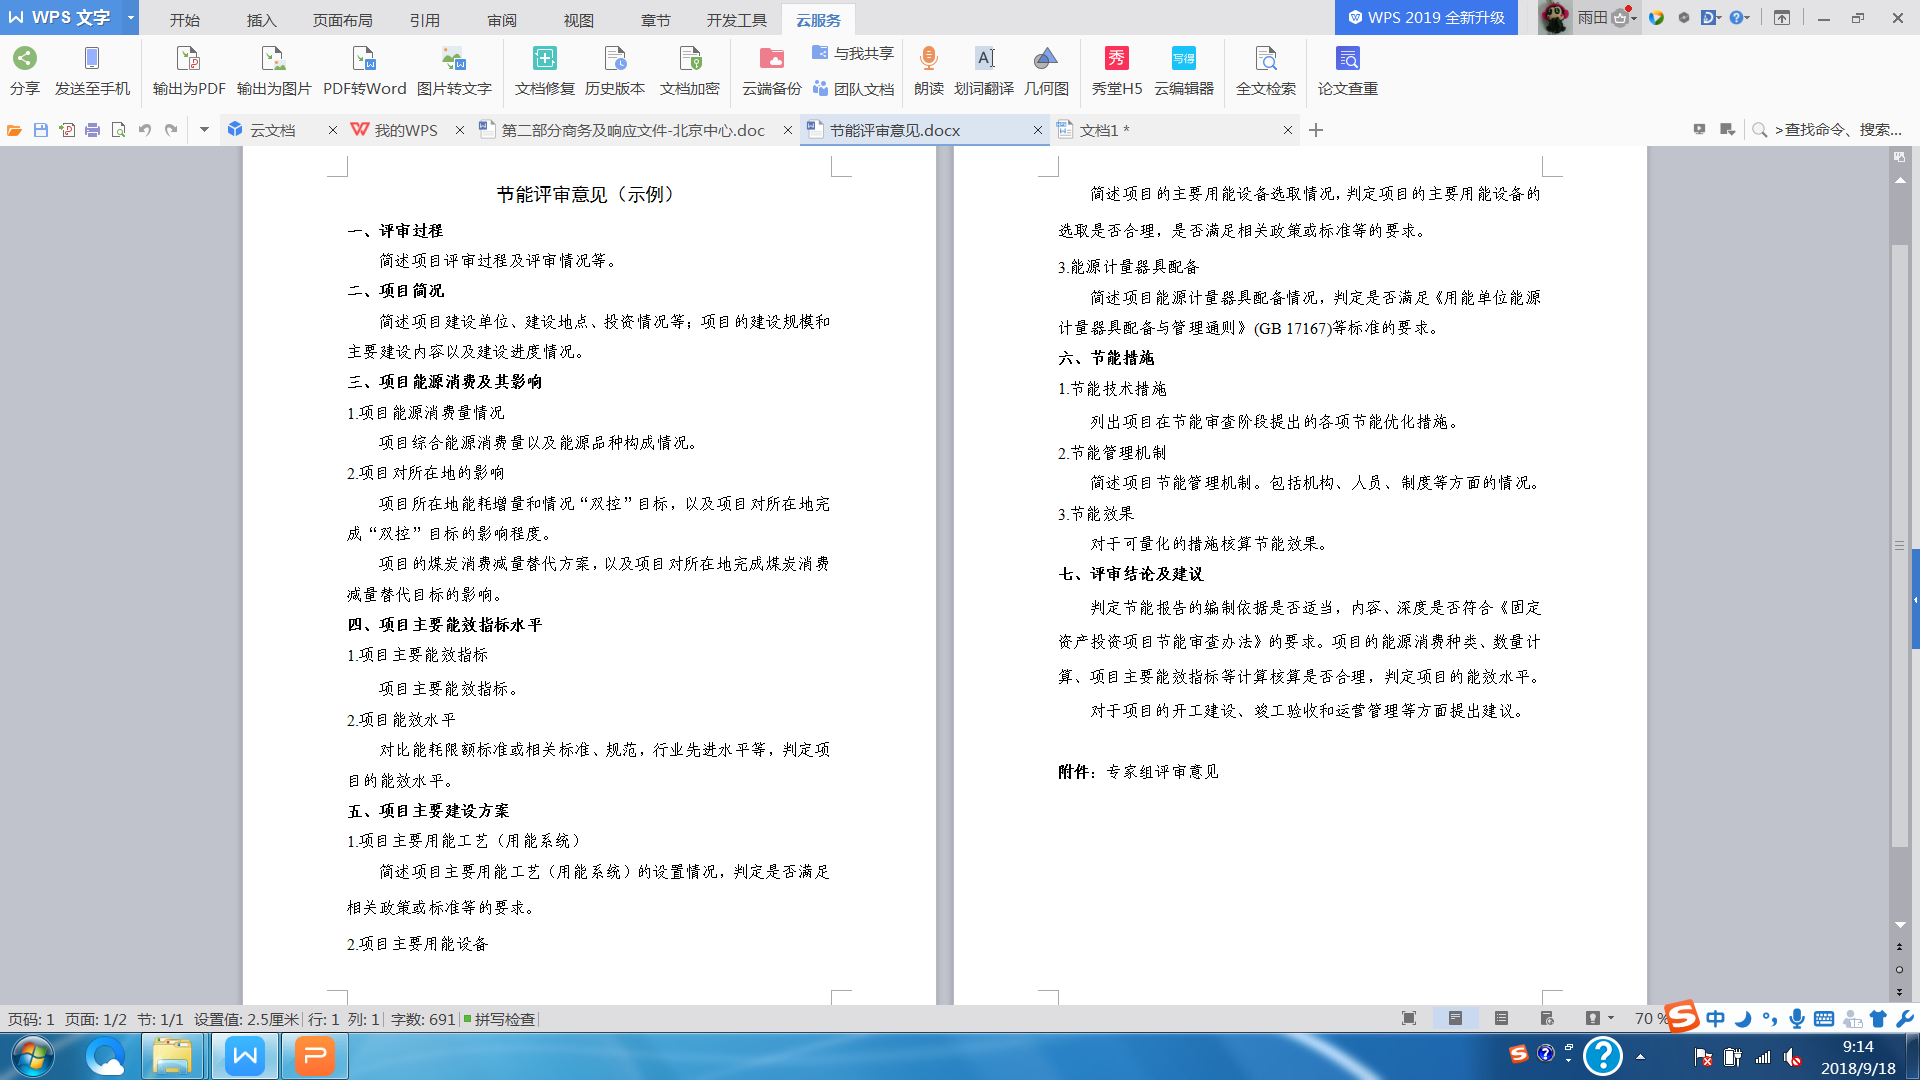 WPS 文字
开始 插入 页面布局 引用 审阅 视图 章节 开发工具 云服务
WPS 2019 全新升级
雨田
分享 发送至手机 输出为PDF 输出为图片 PDF转Word 图片转文字 文档修复 历史版本 文档加密 云端备份 与我共享 团队文档 朗读 划词翻译 几何图 秀堂H5 云编辑器 全文检索 论文查重
云文档 我的WPS 第二部分商务及响应文件-北京中心.doc 节能评审意见.docx 文档1 * >查找命令、搜索...
节能评审意见（示例）
一、评审过程
简述项目评审过程及评审情况等。
二、项目简况
简述项目建设单位、建设地点、投资情况等；项目的建设规模和
主要建设内容以及建设进度情况。
三、项目能源消费及其影响
1.项目能源消费量情况
项目综合能源消费量以及能源品种构成情况。
2.项目对所在地的影响
项目所在地能耗增量和情况“双控”目标，以及项目对所在地完
成“双控”目标的影响程度。
项目的煤炭消费减量替代方案，以及项目对所在地完成煤炭消费
减量替代目标的影响。
四、项目主要能效指标水平
1.项目主要能效指标
项目主要能效指标。
2.项目能效水平
对比能耗限额标准或相关标准、规范，行业先进水平等，判定项
目的能效水平。
五、项目主要建设方案
1.项目主要用能工艺（用能系统）
简述项目主要用能工艺（用能系统）的设置情况，判定是否满足
相关政策或标准等的要求。
2.项目主要用能设备
简述项目的主要用能设备选取情况，判定项目的主要用能设备的
选取是否合理，是否满足相关政策或标准等的要求。
3.能源计量器具配备
简述项目能源计量器具配备情况，判定是否满足《用能单位能源
计量器具配备与管理通则》(GB 17167)等标准的要求。
六、节能措施
1.节能技术措施
列出项目在节能审查阶段提出的各项节能优化措施。
2.节能管理机制
简述项目节能管理机制。包括机构、人员、制度等方面的情况。
3.节能效果
对于可量化的措施核算节能效果。
七、评审结论及建议
判定节能报告的编制依据是否适当，内容、深度是否符合《固定
资产投资项目节能审查办法》的要求。项目的能源消费种类、数量计
算、项目主要能效指标等计算核算是否合理，判定项目的能效水平。
对于项目的开工建设、竣工验收和运营管理等方面提出建议。
附件：专家组评审意见
页码: 1 页面: 1/2 节: 1/1 设置值: 2.5厘米 行: 1 列: 1 字数: 691 拼写检查
70 %
中
9:14
2018/9/18